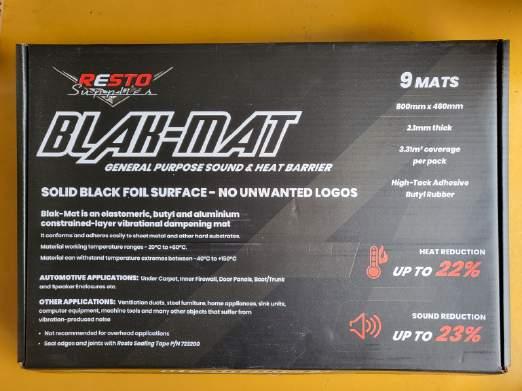 RESTO
9 MATS
BLAK-MAT
GENERAL PURPOSE SOUND & HEAT BARRIER
SOLID BLACK FOIL SURFACE - NO UNWANTED LOGOS
Blak-Mat is an elastomeric, butyl and aluminium
constrained-layer vibrational dampening mat
It conforms and adheres easily to sheet metal and other hard substrates.
Material working temperature ranges - 20°C to +60°C.
Material can withstand temperature extremes between -40°C to +150°C
AUTOMOTIVE APPLICATIONS: Under Carpet, Inner Firewall, Door Panels, Boot/Trunk
and Speaker Enclosures etc.
OTHER APPLICATIONS: Ventilation ducts, steel furniture, home appliances, sink units,
computer equipment, machine tools and many other objects that suffer from
vibration-produced noise
• Not recommended for overhead applications
• Seal edges and joints with Resto Sealing Tape P/N 723200
800mm x 460mm
2.1mm thick
3.31m² coverage
per pack
High-Tack Adhesive
Butyl Rubber
HEAT REDUCTION
UP TO 22%
SOUND REDUCTION
UP TO 23%